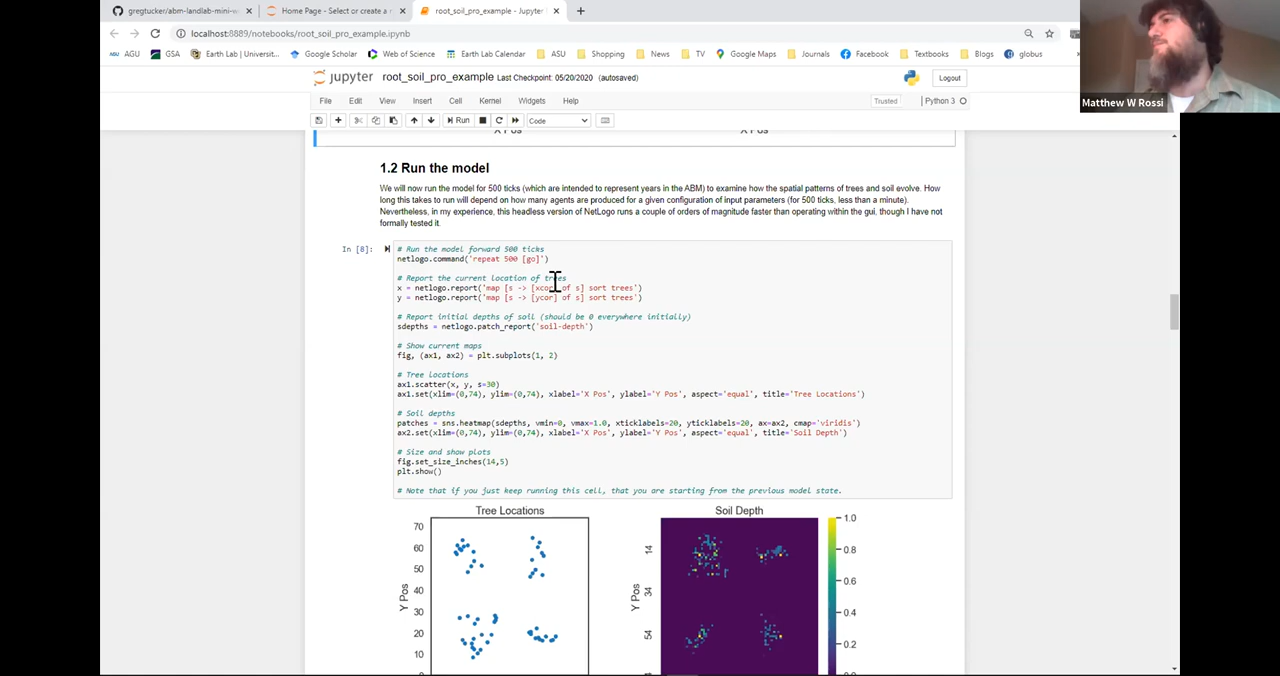 gregtucker/abm-landlab-mini-w
Home Page - Select or create a n
root_soil_pro_example - Jupyter
localhost:8889/notebooks/root_soil_pro_example.ipynb
AGU GSA Earth Lab | Universit... Google Scholar Web of Science Earth Lab Calendar ASU Shopping News TV Google Maps Journals Facebook Textbooks Blogs globus
jupyter root_soil_pro_example Last Checkpoint: 05/20/2020 (autosaved) Logout
Matthew W Rossi
File Edit View Insert Cell Kernel Widgets Help Trusted Python 3
Run Code
X Pos X Pos
1.2 Run the model
We will now run the model for 500 ticks (which are intended to represent years in the ABM) to examine how the spatial patterns of trees and soil evolve. How
long this takes to run will depend on how many agents are produced for a given configuration of input parameters (for 500 ticks, less than a minute).
Nevertheless, in my experience, this headless version of NetLogo runs a couple of orders of magnitude faster than operating within the gui, though I have not
formally tested it.
In [8]:
# Run the model forward 500 ticks
netlogo.command('repeat 500 [go]')
# Report the current location of trees
x = netlogo.report('map [s -> [xcor] of s] sort trees')
y = netlogo.report('map [s -> [ycor] of s] sort trees')
# Report initial depths of soil (should be 0 everywhere initially)
sdepths = netlogo.patch_report('soil-depth')
# Show current maps
fig, (ax1, ax2) = plt.subplots(1, 2)
# Tree locations
ax1.scatter(x, y, s=30)
ax1.set(xlim=(0,74), ylim=(0,74), xlabel='X Pos', ylabel='Y Pos', aspect='equal', title='Tree Locations')
# Soil depths
patches = sns.heatmap(sdepths, vmin=0, vmax=1.0, xticklabels=20, yticklabels=20, ax=ax2, cmap='viridis')
ax2.set(xlim=(0,74), ylim=(0,74), xlabel='X Pos', ylabel='Y Pos', aspect='equal', title='Soil Depth')
# Size and show plots
fig.set_size_inches(14,5)
plt.show()
# Note that if you just keep running this cell, that you are starting from the previous model state.
Tree Locations
70
60
50
40
30
20
10
Y Pos
Soil Depth
14
34
54
Y Pos
1.0
0.8
0.6
0.4
0.2